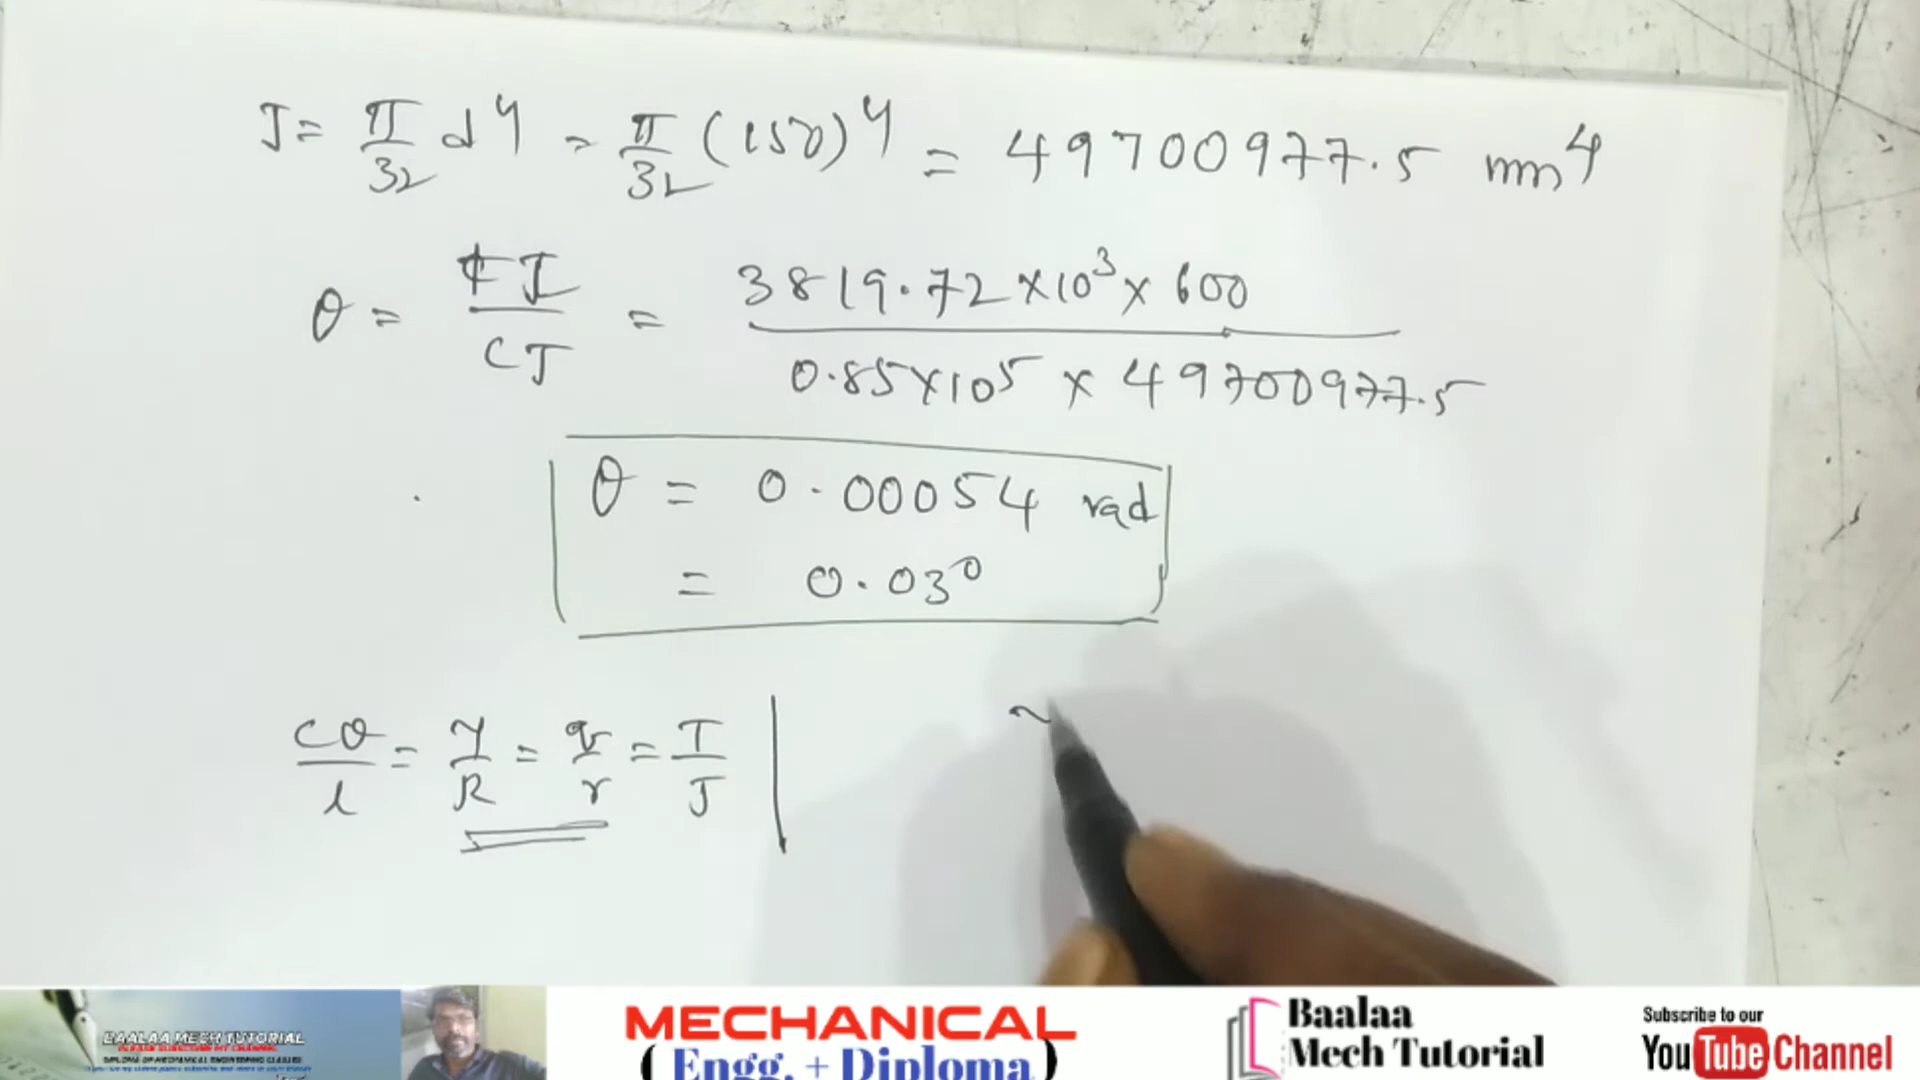 J = π/32 d⁴ = π/32 (150)⁴ = 49700977.5 mm⁴
θ = Tl/CJ = 3819.72 × 10³ × 600 / 0.85 × 10⁵ × 49700977.5
θ = 0.00054 rad
= 0.03°
Cθ/l = τ/R = q/r = T/J
BAALAA MECH TUTORIAL
MECHANICAL
( Engg. + Diploma )
Baalaa
Mech Tutorial
Subscribe to our
YouTube Channel